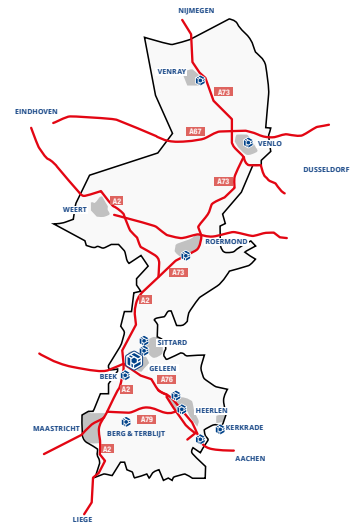 NIJMEGEN
VENRAY
A73
EINDHOVEN
A67
VENLO
DUSSELDORF
A73
WEERT
A2
ROERMOND
A73
A2
SITTARD
GELEEN
BEEK
A76
A2
HEERLEN
A79
MAASTRICHT
KERKRADE
BERG & TERBLIJT
A2
AACHEN
LIEGE